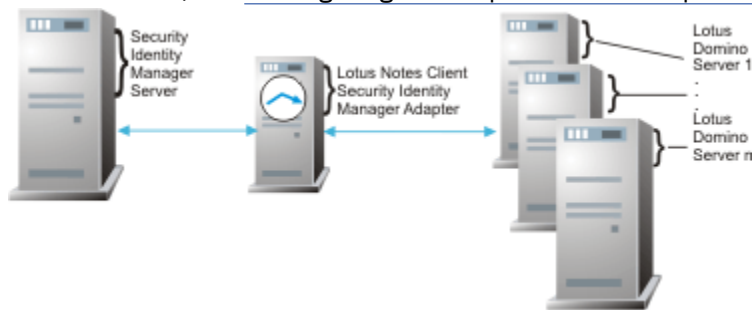 Security
Identity
Manager
Server
Lotus Notes Client
Security Identity
Manager Adapter
Lotus
Domino
Server 1
.
.
.
Lotus
Domino
Server n